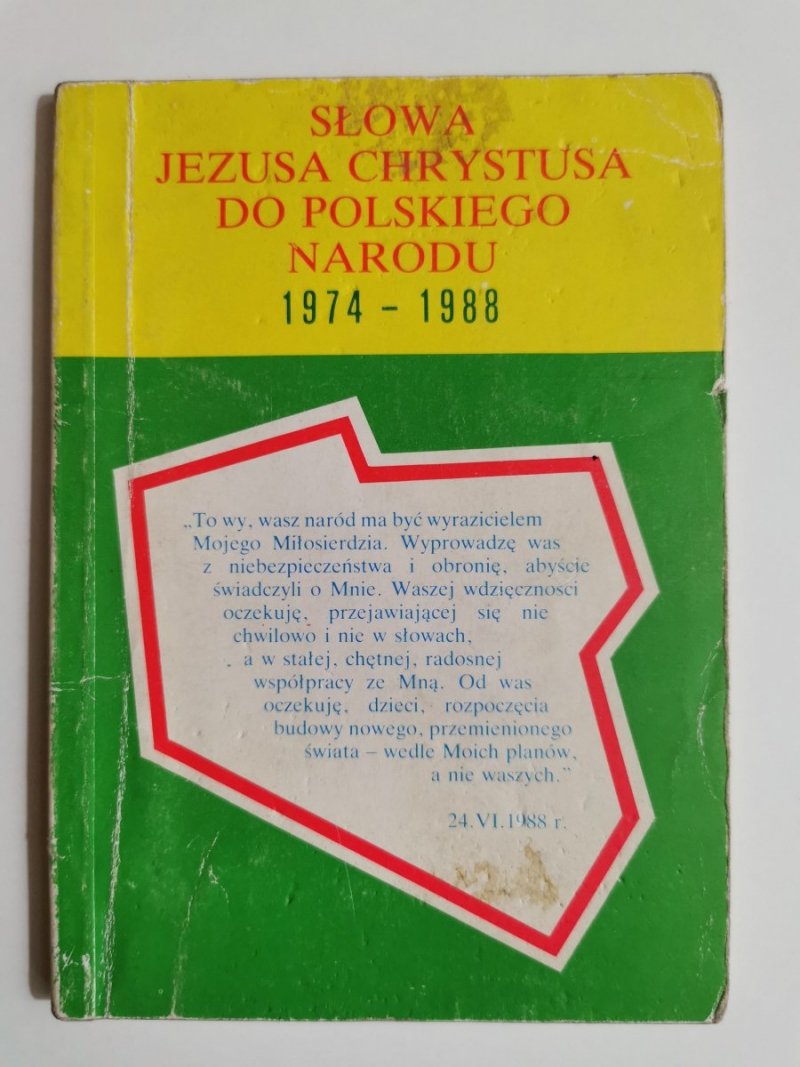 SŁOWA
JEZUSA CHRYSTUSA
DO POLSKIEGO
NARODU
1974 – 1988
„To wy, wasz naród ma być wyrazicielem
Mojego Miłosierdzia. Wyprowadzę was
z niebezpieczeństwa i obronię, abyście
świadczyli o Mnie. Waszej wdzięczności
oczekuję, przejawiającej się nie
chwilowo i nie w słowach,
a w stałej, chętnej, radosnej
współpracy ze Mną. Od was
oczekuję, dzieci, rozpoczęcia
budowy nowego, przemienionego
świata – wedle Moich planów,
a nie waszych."
24.VI.1988 r.